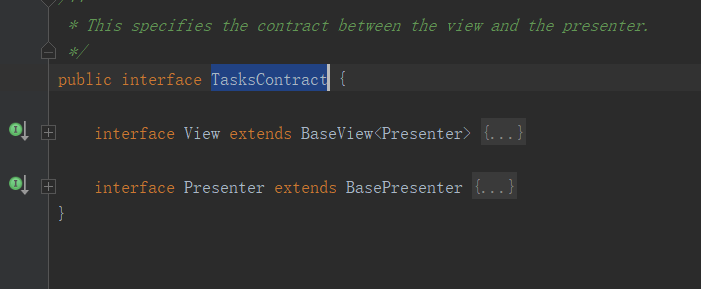 * This specifies the contract between the view and the presenter.
*/
public interface TasksContract {
interface View extends BaseView<Presenter> {...}
interface Presenter extends BasePresenter {...}
}